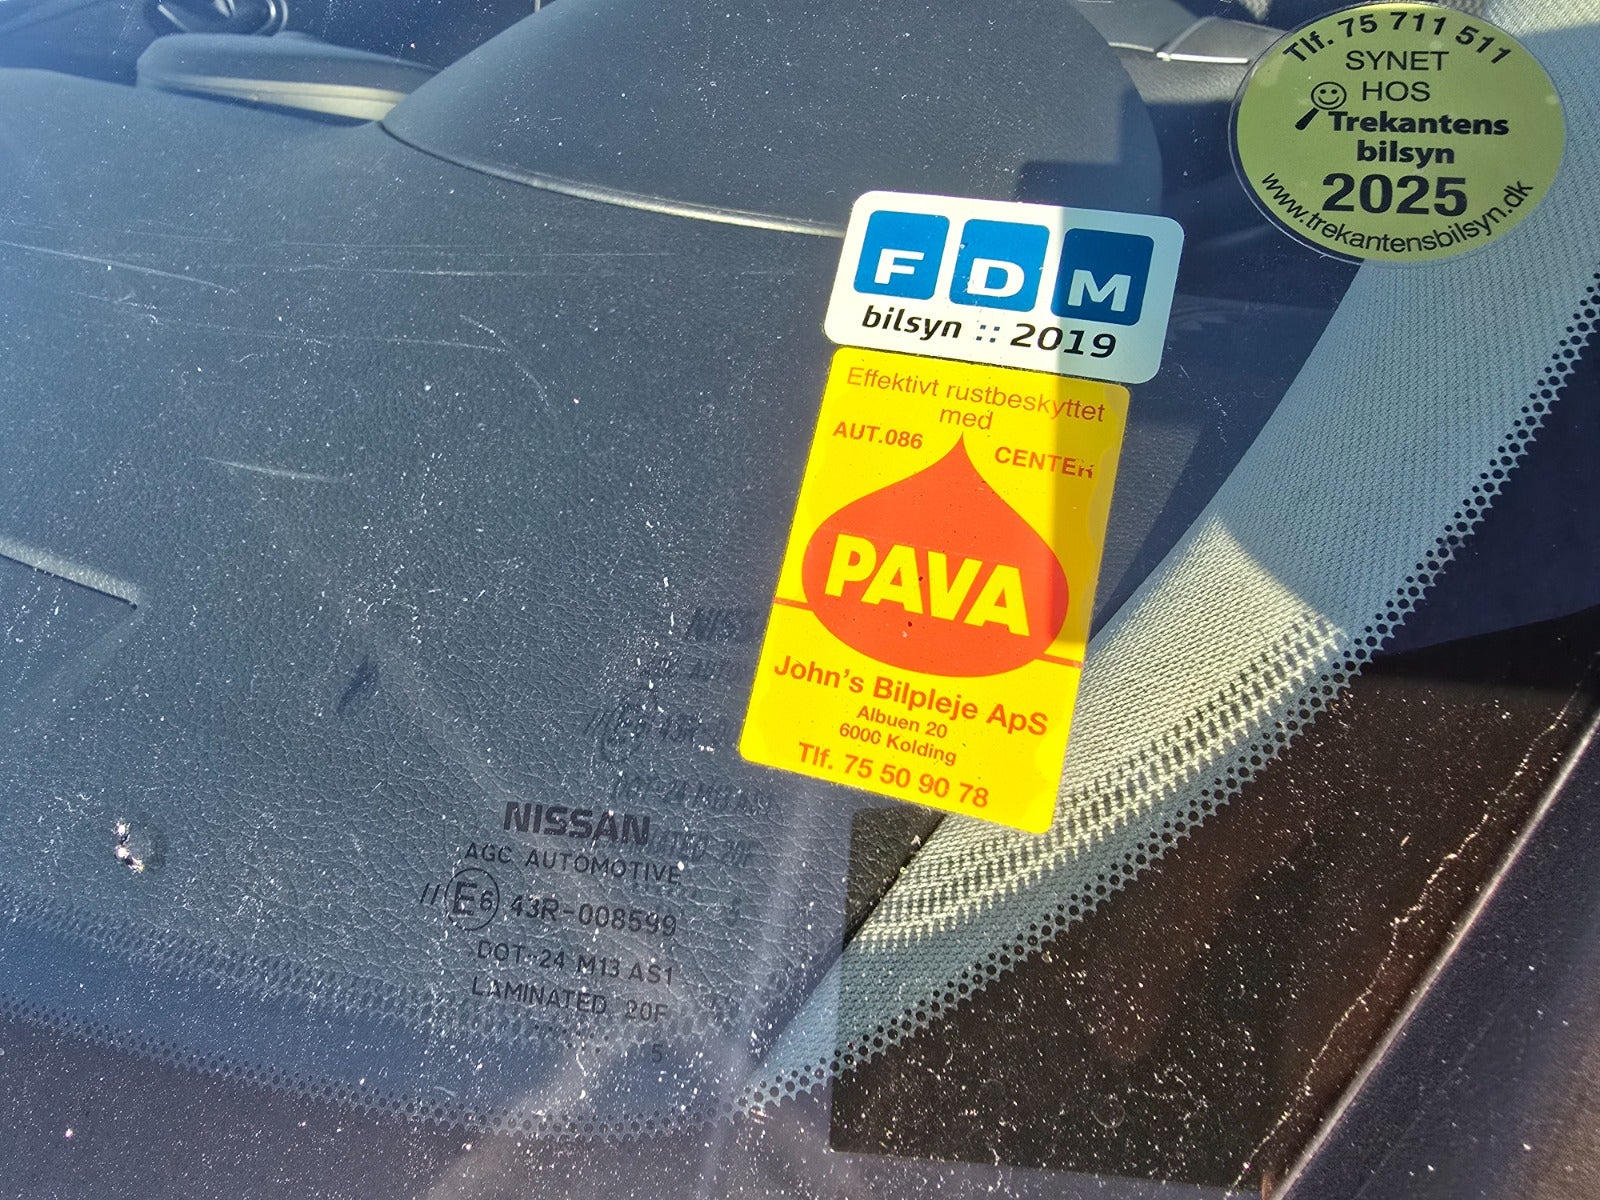 Tlf. 75 711 511
SYNET
HOS
Trekantens
bilsyn
2025
www.trekantensbilsyn.dk
FDM
bilsyn :: 2019
Effektivt rustbeskyttet
med
AUT.086 CENTER
PAVA
John's Bilpleje ApS
Albuen 20
6000 Kolding
Tlf. 75 50 90 78
NISSAN
AGC AUTOMOTIVE
//E6 43R-008599
DOT-24 M13 AS1
LAMINATED 20F
5